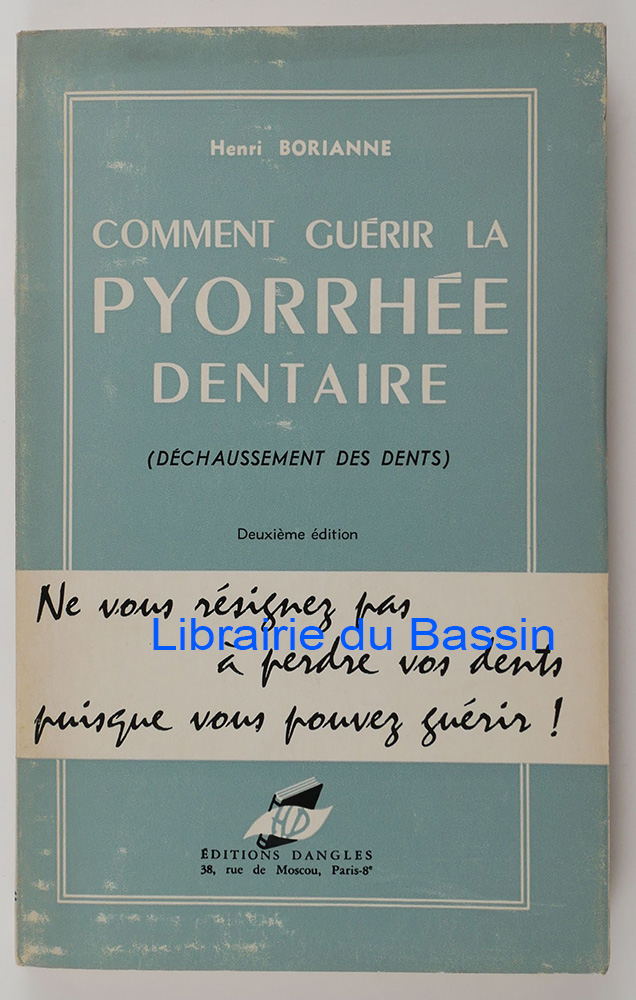 Henri BORIANNE
COMMENT GUÉRIR LA
PYORRHÉE
DENTAIRE
(DÉCHAUSSEMENT DES DENTS)
Deuxième édition
Ne vous résignez pas
Librairie du Bassin
à perdre vos dents
puisque vous pouvez guérir !
HD
ÉDITIONS DANGLES
38, rue de Moscou, Paris-8e